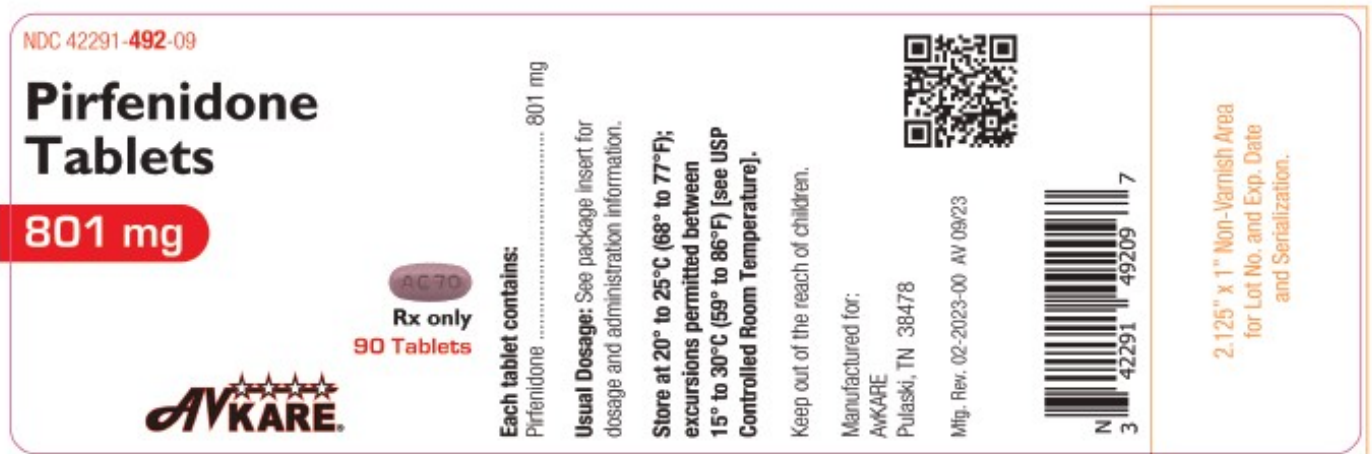 NDC 42291-492-09
Pirfenidone
Tablets
801 mg
AC 70
Rx only
90 Tablets
AVKARE®
Each tablet contains:
Pirfenidone ........................................ 801 mg
Usual Dosage: See package insert for
dosage and administration information.
Store at 20° to 25°C (68° to 77°F);
excursions permitted between
15° to 30°C (59° to 86°F) [see USP
Controlled Room Temperature].
Keep out of the reach of children.
Manufactured for:
AvKARE
Pulaski, TN 38478
Mfg. Rev. 02-2023-00 AV 09/23
N
3 42291 49209 7
2.125" x 1" Non-Varnish Area
for Lot No. and Exp. Date
and Serialization.